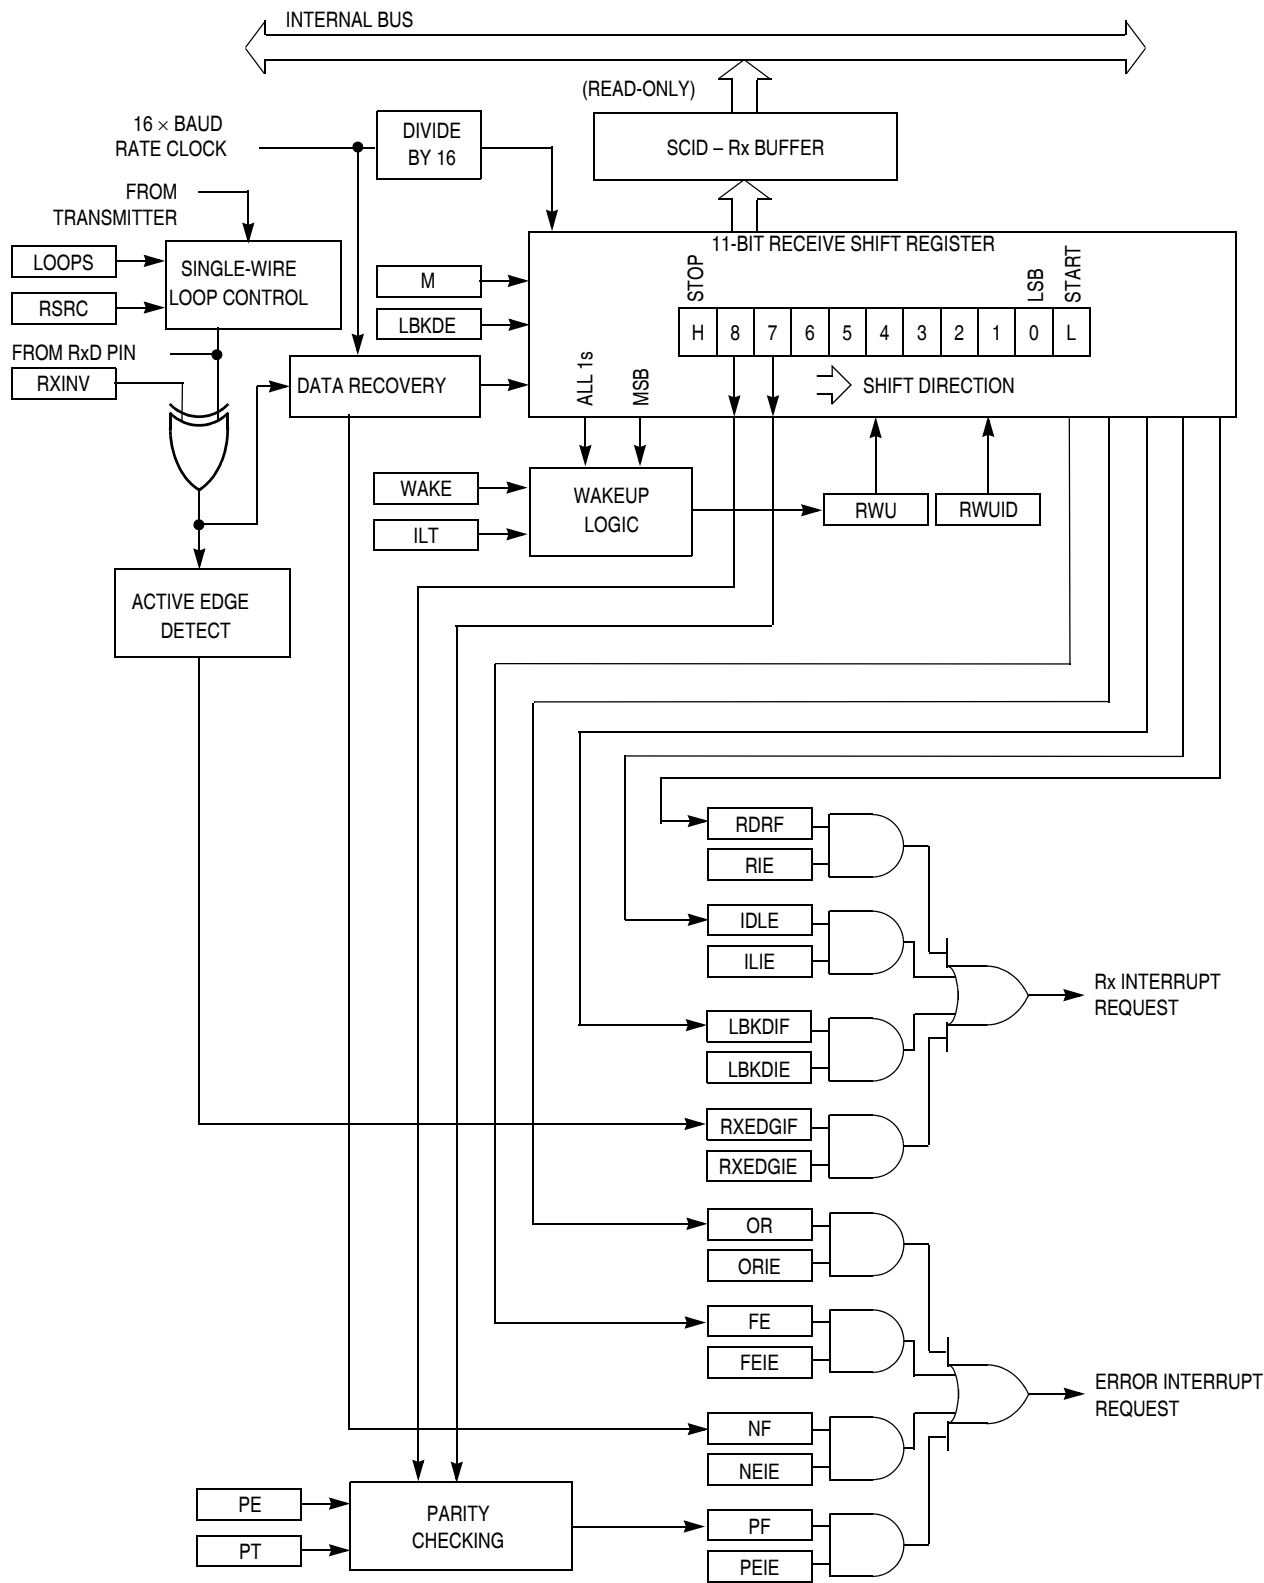 INTERNAL BUS
(READ-ONLY)
16 × BAUD
RATE CLOCK
DIVIDE
BY 16
SCID – Rx BUFFER
FROM
TRANSMITTER
LOOPS
RSRC
SINGLE-WIRE
LOOP CONTROL
11-BIT RECEIVE SHIFT REGISTER
M
LBKDE
STOP
LSB
START
H 8 7 6 5 4 3 2 1 0 L
FROM RxD PIN
RXINV
DATA RECOVERY
ALL 1s
MSB
SHIFT DIRECTION
WAKE
ILT
WAKEUP
LOGIC
RWU
RWUID
ACTIVE EDGE
DETECT
RDRF
RIE
IDLE
ILIE
Rx INTERRUPT
REQUEST
LBKDIF
LBKDIE
RXEDGIF
RXEDGIE
OR
ORIE
FE
FEIE
ERROR INTERRUPT
REQUEST
NF
NEIE
PE
PT
PARITY
CHECKING
PF
PEIE